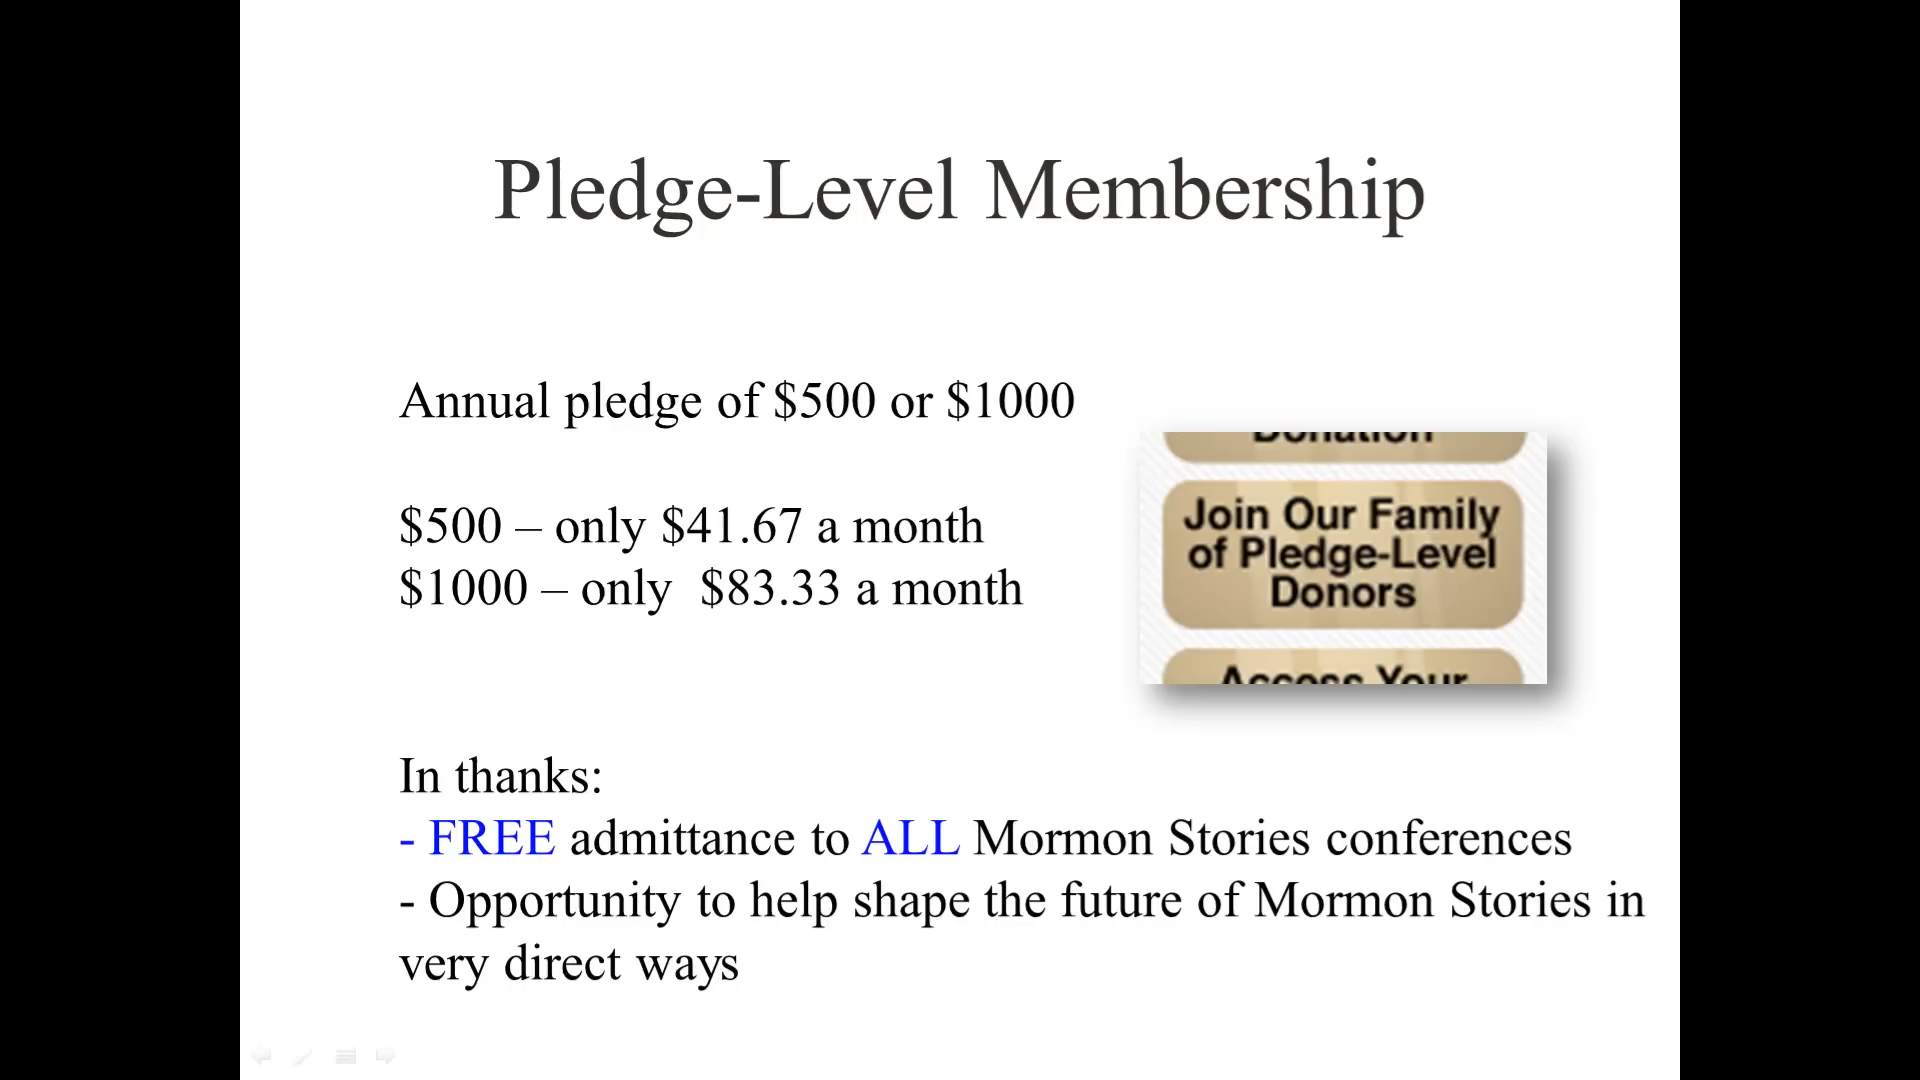 Pledge-Level Membership
Annual pledge of $500 or $1000
$500 – only $41.67 a month
$1000 – only  $83.33 a month
Donation
Join Our Family
of Pledge-Level
Donors
Access Your
In thanks:
- FREE admittance to ALL Mormon Stories conferences
- Opportunity to help shape the future of Mormon Stories in
very direct ways